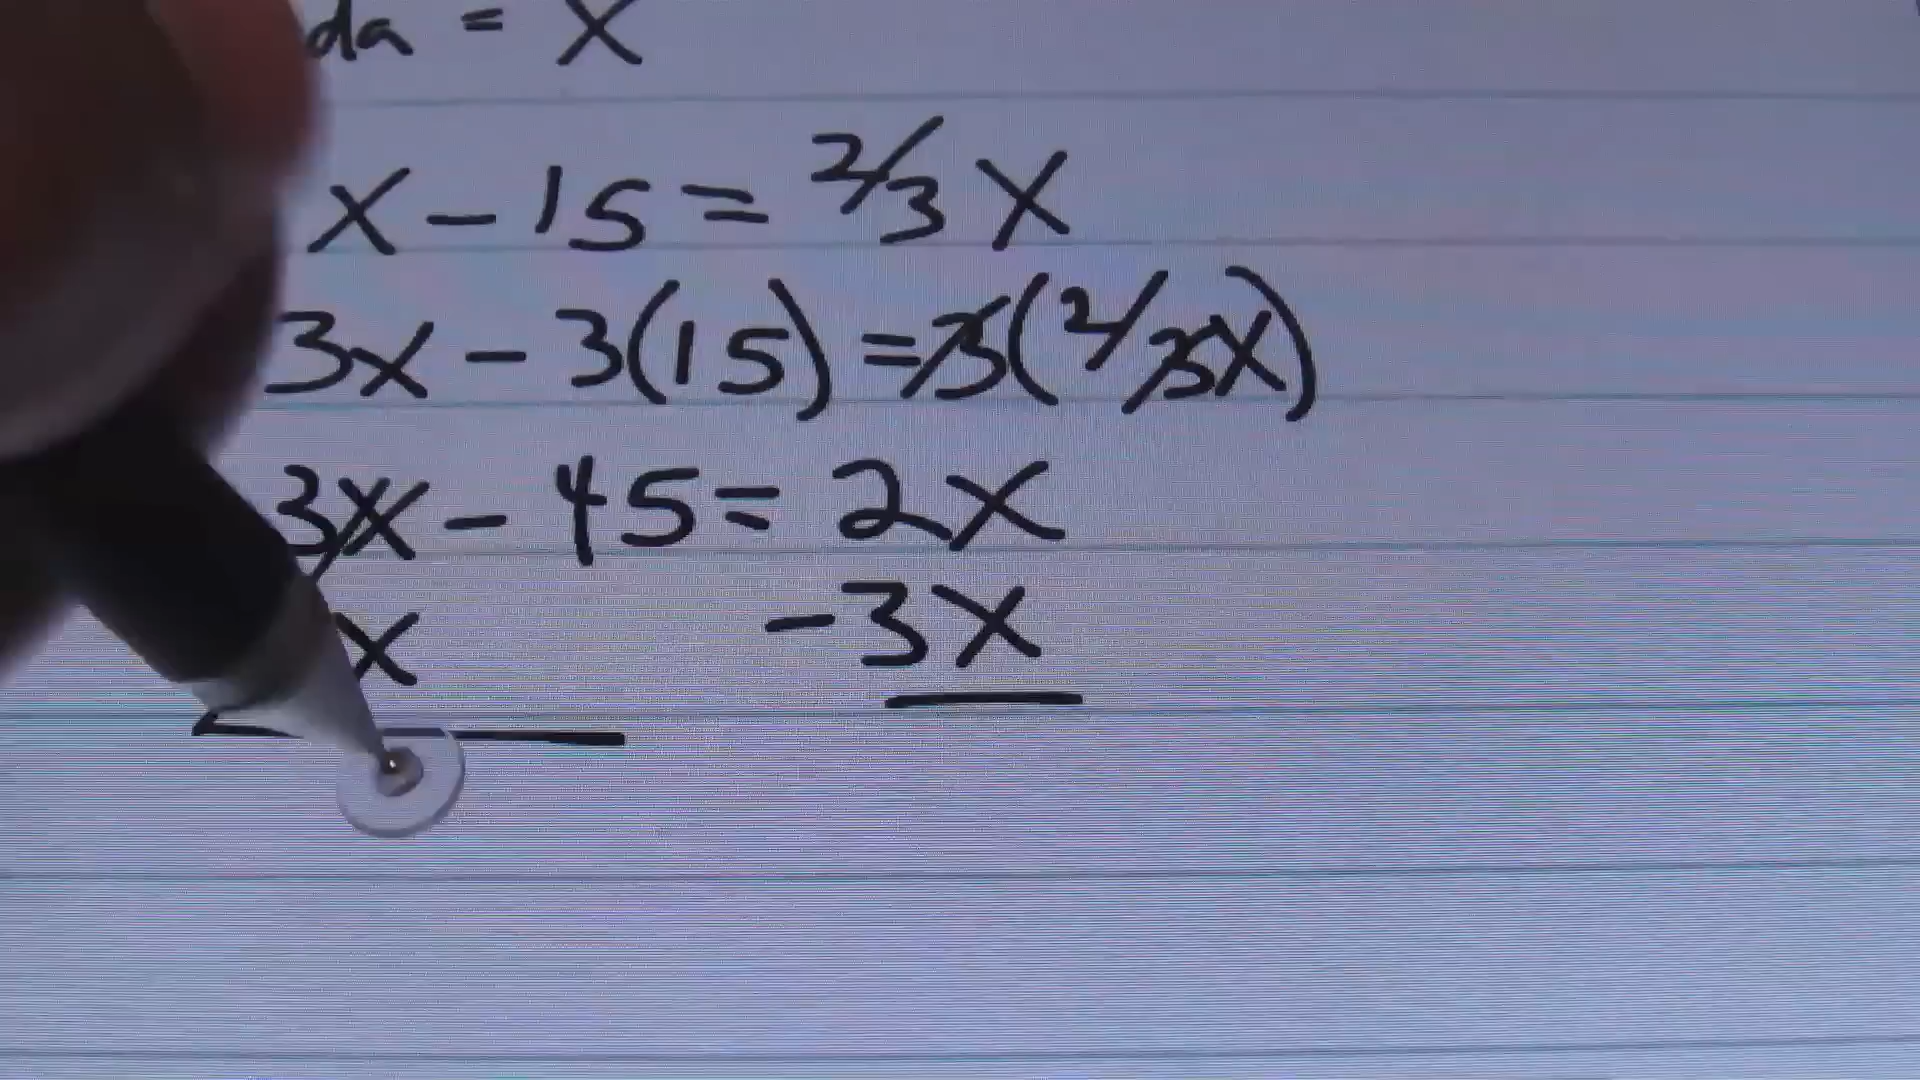 da = x
x - 15 = 2/3 x
3x - 3(15) = 3(2/3x)
3x - 45 = 2x
x - 3x